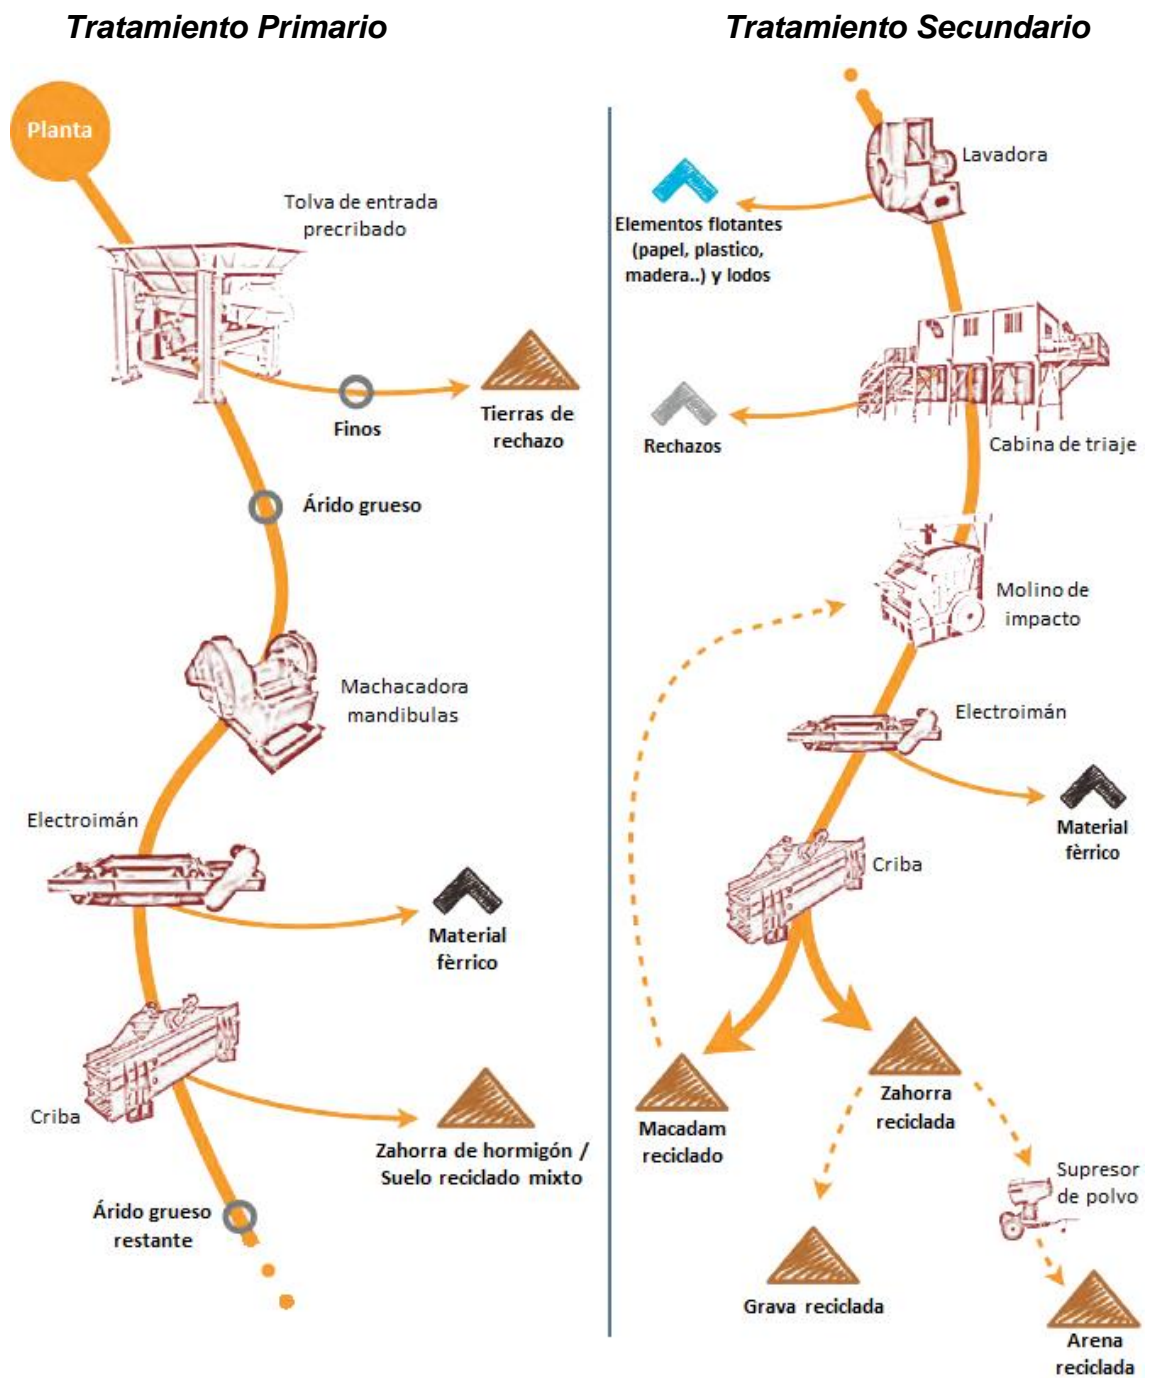 Tratamiento Primario
Planta
Tolva de entrada
precribado
Finos
Tierras de
rechazo
Árido grueso
Machacadora
mandibulas
Electroimán
Material
fèrrico
Criba
Zahorra de hormigón /
Suelo reciclado mixto
Árido grueso
restante
Tratamiento Secundario
Lavadora
Elementos flotantes
(papel, plastico,
madera..) y lodos
Rechazos
Cabina de triaje
Molino de
impacto
Electroimán
Material
fèrrico
Criba
Macadam
reciclado
Zahorra
reciclada
Supresor
de polvo
Grava reciclada
Arena
reciclada